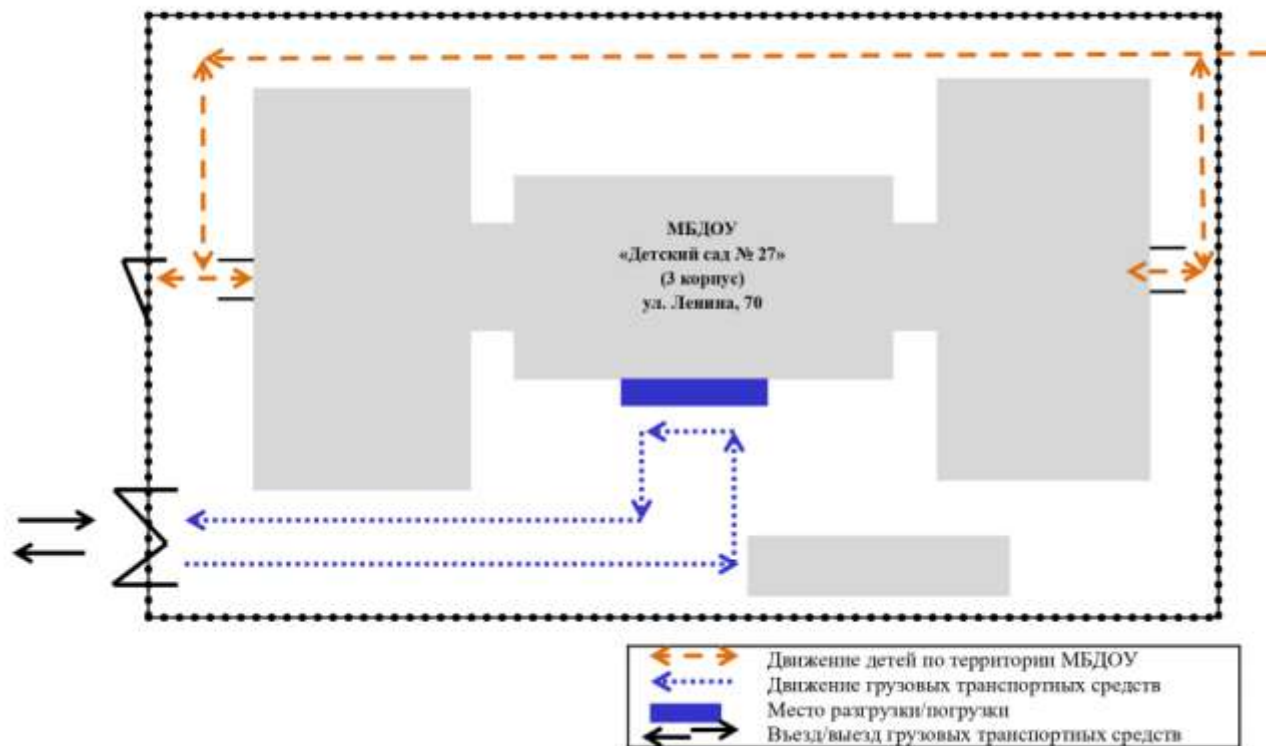 МБДОУ
«Детский сад № 27»
(3 корпус)
ул. Ленина, 70
Движение детей по территории МБДОУ
Движение грузовых транспортных средств
Место разгрузки/погрузки
Въезд/выезд грузовых транспортных средств